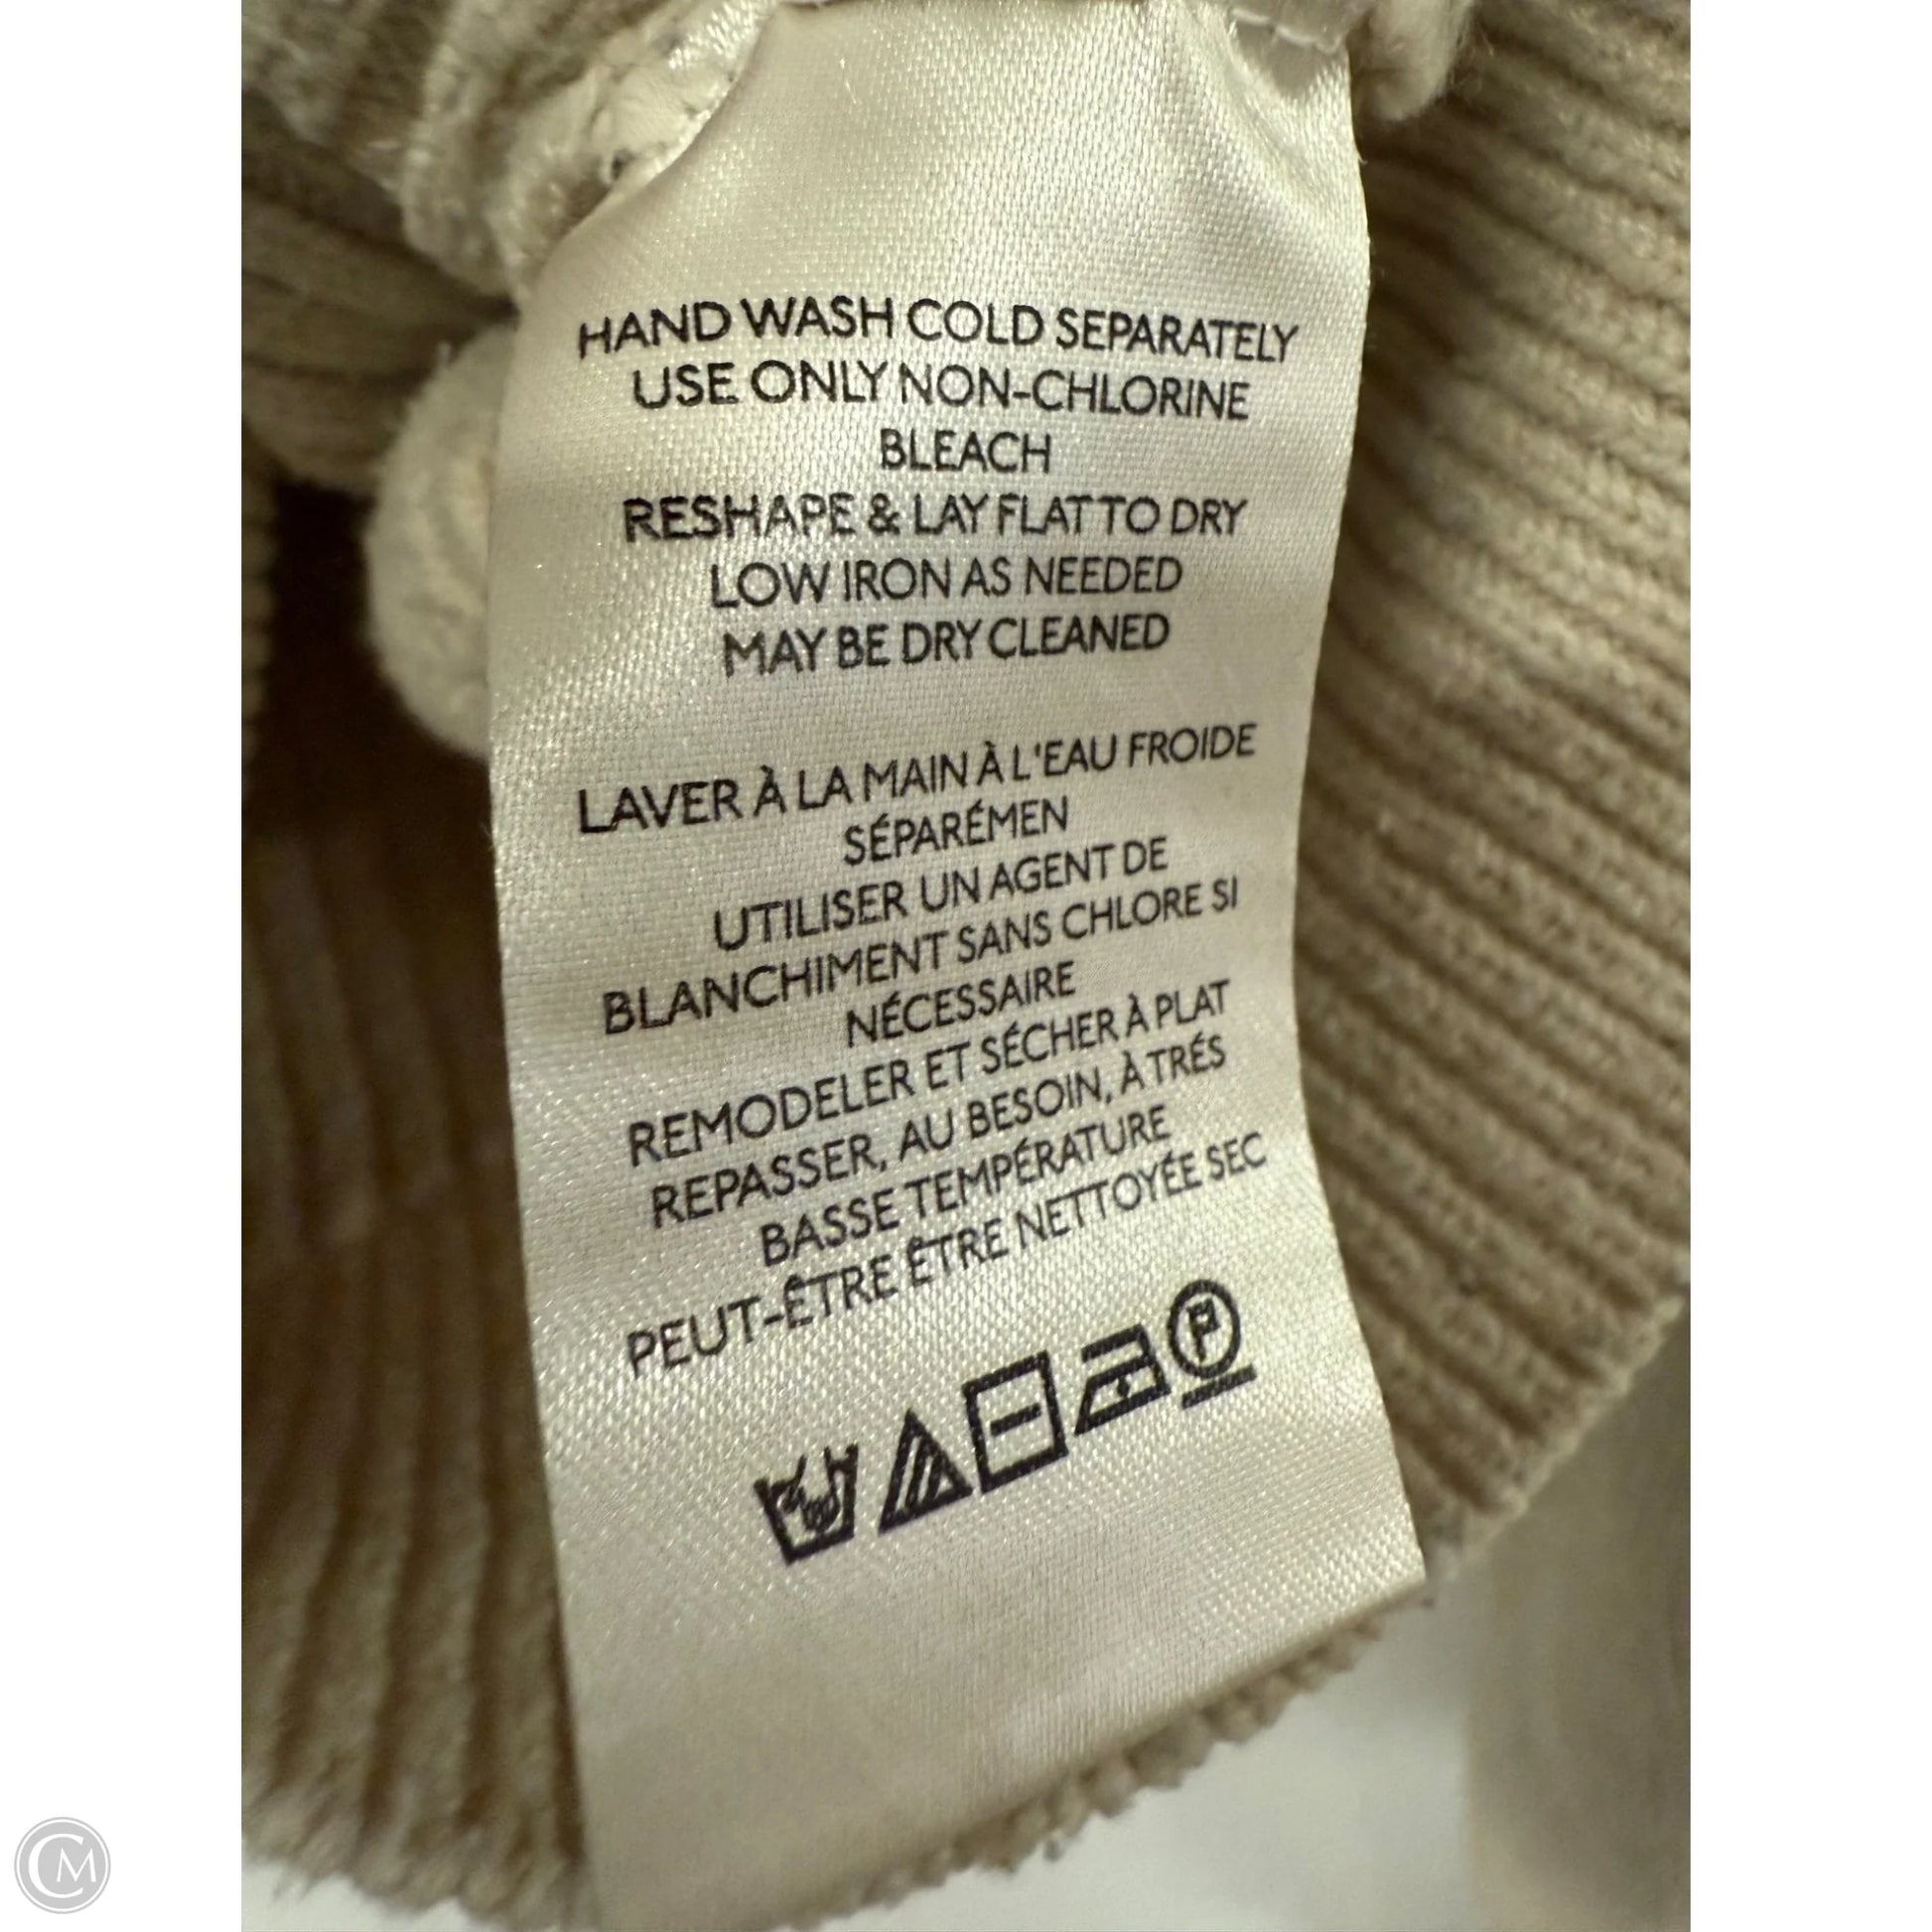 HAND WASH COLD SEPARATELY
USE ONLY NON-CHLORINE
BLEACH
RESHAPE & LAY FLAT TO DRY
LOW IRON AS NEEDED
MAY BE DRY CLEANED
LAVER À LA MAIN À L'EAU FROIDE
SÉPARÉMEN
UTILISER UN AGENT DE
BLANCHIMENT SANS CHLORE SI
NÉCESSAIRE
REMODELER ET SÉCHER À PLAT
REPASSER, AU BESOIN, À TRÉS
BASSE TEMPÉRATURE
PEUT-ÊTRE ÊTRE NETTOYÉE SEC
P
CM